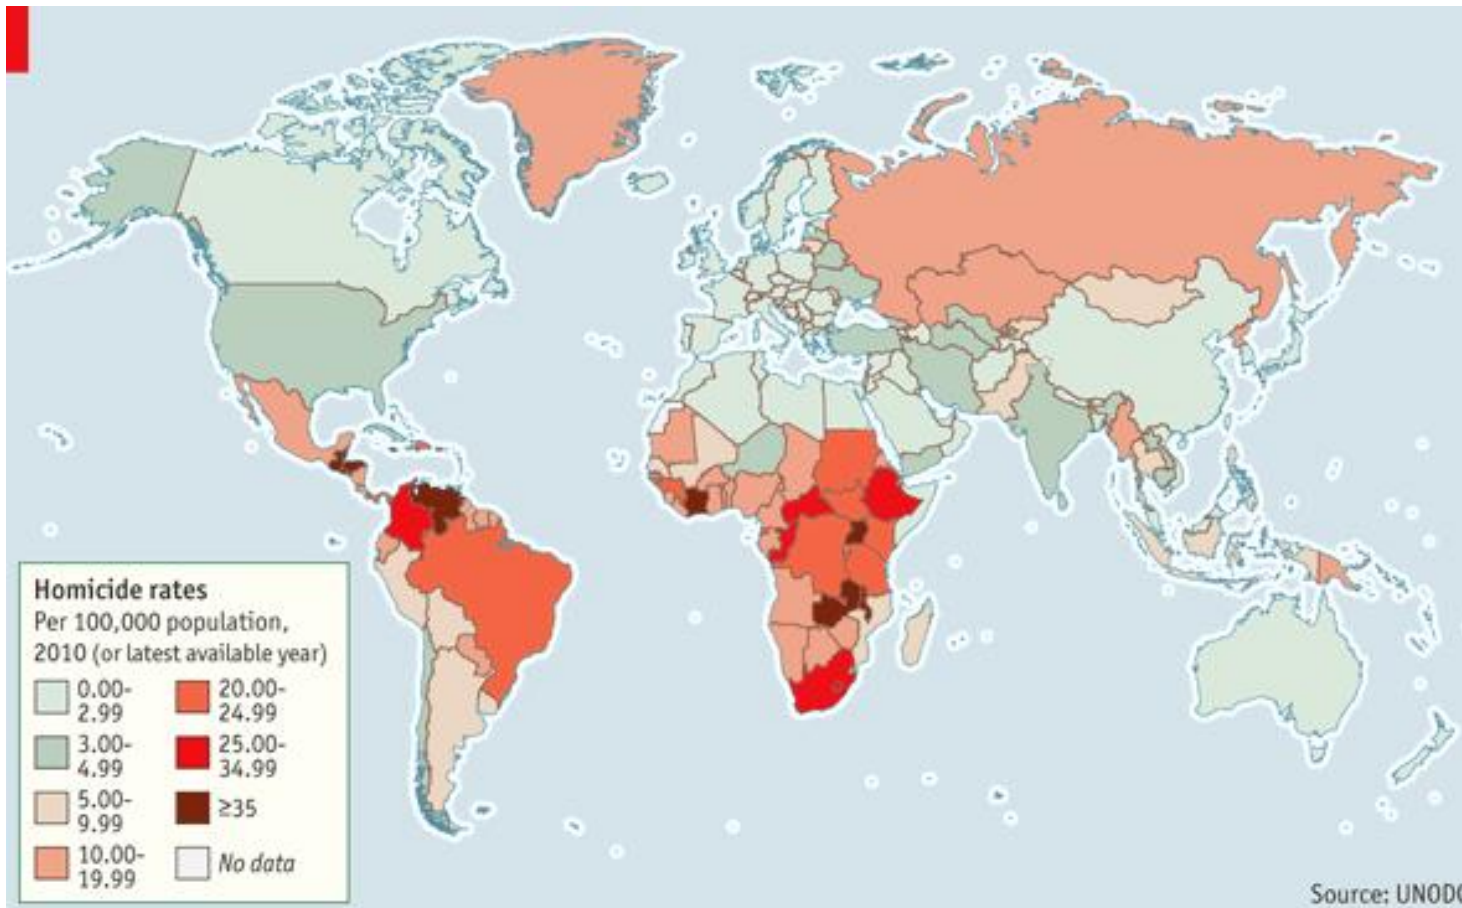 Homicide rates
Per 100,000 population,
2010 (or latest available year)
0.00-
2.99
3.00-
4.99
5.00-
9.99
10.00-
19.99
20.00-
24.99
25.00-
34.99
≥35
No data
Source: UNODC